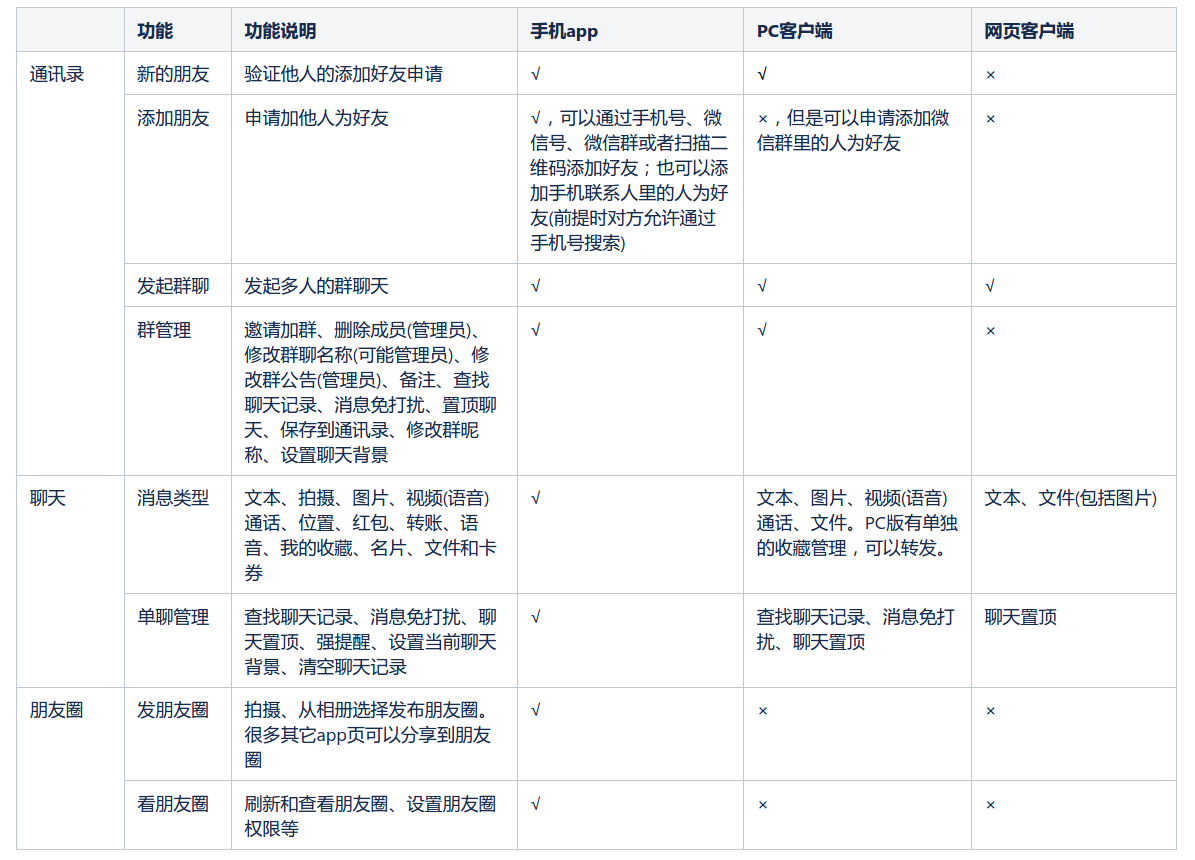 功能
功能说明
手机app
PC客户端
网页客户端
通讯录
新的朋友
验证他人的添加好友申请
√
√
×
添加朋友
申请加他人为好友
√，可以通过手机号、微
信号、微信群或者扫描二
维码添加好友；也可以添
加手机联系人里的人为好
友(前提时对方允许通过
手机号搜索)
×，但是可以申请添加微
信群里的人为好友
×
发起群聊
发起多人的群聊天
√
√
√
群管理
邀请加群、删除成员(管理员)、
修改群聊名称(可能管理员)、修
改群公告(管理员)、备注、查找
聊天记录、消息免打扰、置顶聊
天、保存到通讯录、修改群昵
称、设置聊天背景
√
√
×
聊天
消息类型
文本、拍摄、图片、视频(语音)
通话、位置、红包、转账、语
音、我的收藏、名片、文件和卡
券
√
文本、图片、视频(语音)
通话、文件。PC版有单独
的收藏管理，可以转发。
文本、文件(包括图片)
单聊管理
查找聊天记录、消息免打扰、聊
天置顶、强提醒、设置当前聊天
背景、清空聊天记录
√
查找聊天记录、消息免打
扰、聊天置顶
聊天置顶
朋友圈
发朋友圈
拍摄、从相册选择发布朋友圈。
很多其它app页可以分享到朋友
圈
√
×
×
看朋友圈
刷新和查看朋友圈、设置朋友圈
权限等
√
×
×